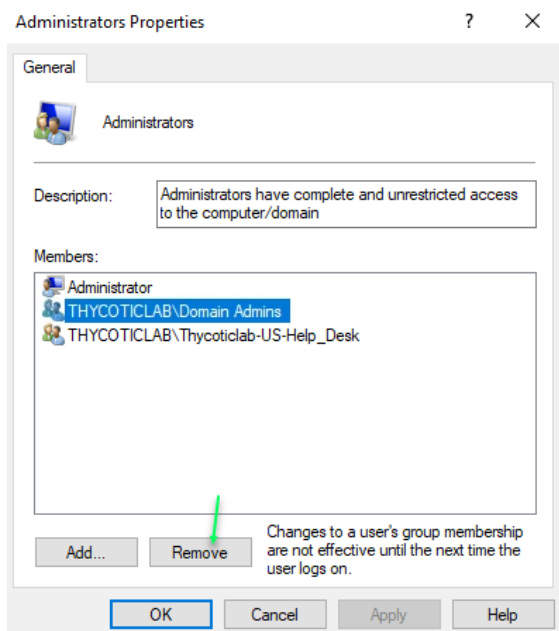 Administrators Properties
?
General
Administrators
Description:
Administrators have complete and unrestricted access
to the computer/domain
Members:
Administrator
THYCOTICLAB\Domain Admins
THYCOTICLAB\Thycoticlab-US-Help_Desk
Add...
Remove
Changes to a user's group membership
are not effective until the next time the
user logs on.
OK
Cancel
Apply
Help